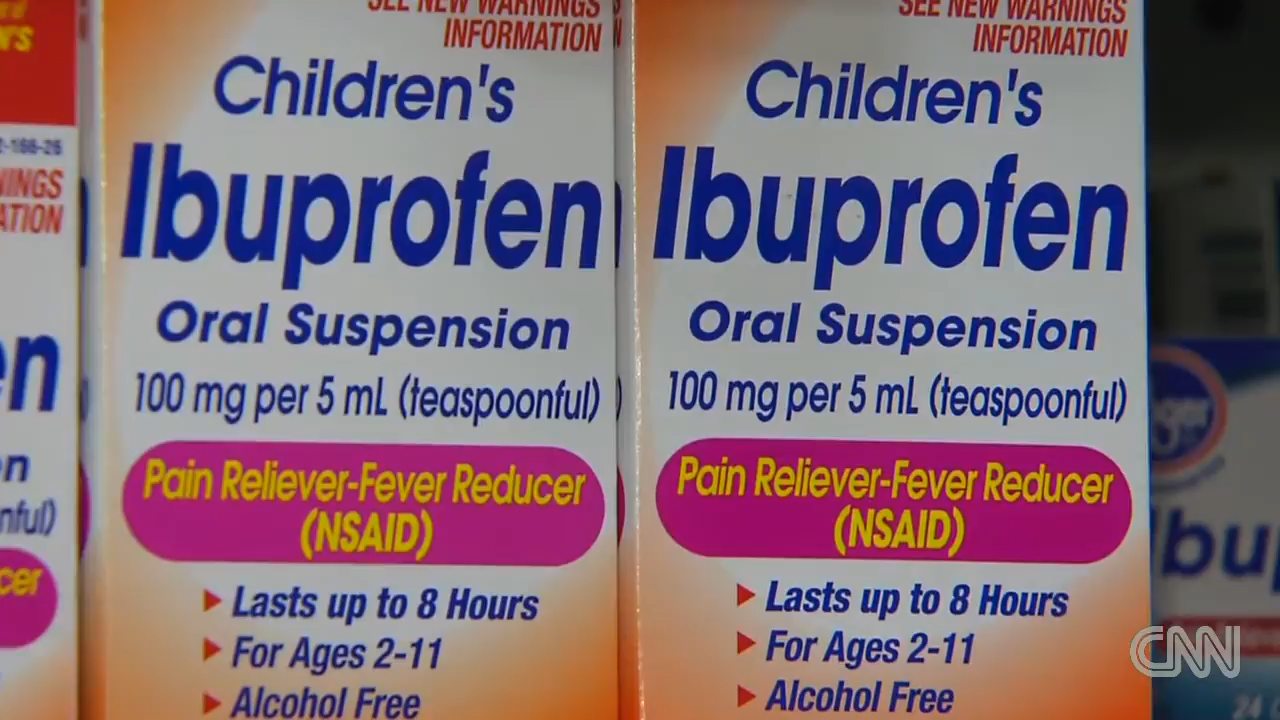 SEE NEW WARNINGS
INFORMATION
Children's
Ibuprofen
Oral Suspension
100 mg per 5 mL (teaspoonful)
Pain Reliever-Fever Reducer
(NSAID)
Lasts up to 8 Hours
For Ages 2-11
Alcohol Free
SEE NEW WARNINGS
INFORMATION
Children's
Ibuprofen
Oral Suspension
100 mg per 5 mL (teaspoonful)
Pain Reliever-Fever Reducer
(NSAID)
Lasts up to 8 Hours
For Ages 2-11
Alcohol Free
CNN